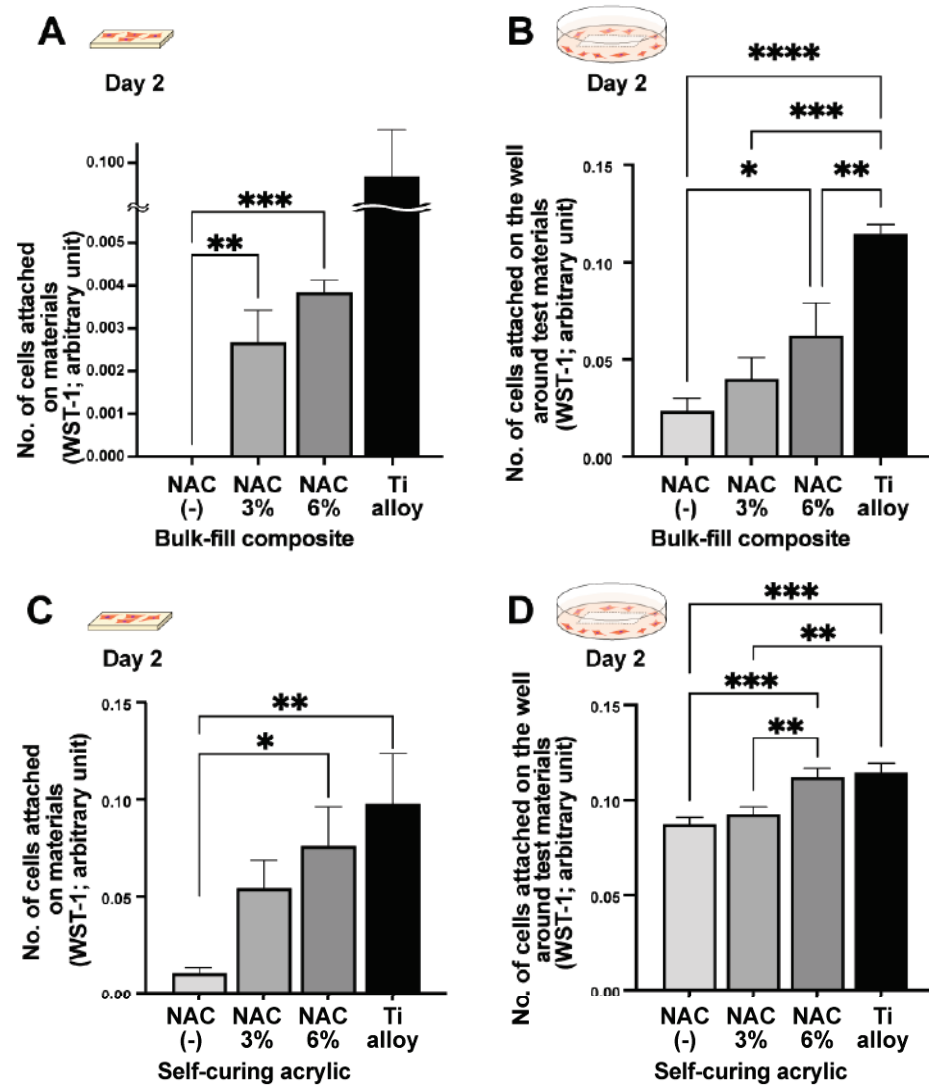 A
Day 2
No. of cells attached
on materials
(WST-1; arbitrary unit)
0.100
0.005
0.004
0.003
0.002
0.001
0.000
**
***
NAC NAC NAC Ti
(-) 3% 6% alloy
Bulk-fill composite
B
Day 2
No. of cells attached on the well
around test materials
(WST-1; arbitrary unit)
0.15
0.10
0.05
0.00
****
***
*
**
NAC NAC NAC Ti
(-) 3% 6% alloy
Bulk-fill composite
C
Day 2
No. of cells attached
on materials
(WST-1; arbitrary unit)
0.15
0.10
0.05
0.00
**
*
NAC NAC NAC Ti
(-) 3% 6% alloy
Self-curing acrylic
D
Day 2
No. of cells attached on the well
around test materials
(WST-1; arbitrary unit)
0.15
0.10
0.05
0.00
***
**
***
**
NAC NAC NAC Ti
(-) 3% 6% alloy
Self-curing acrylic